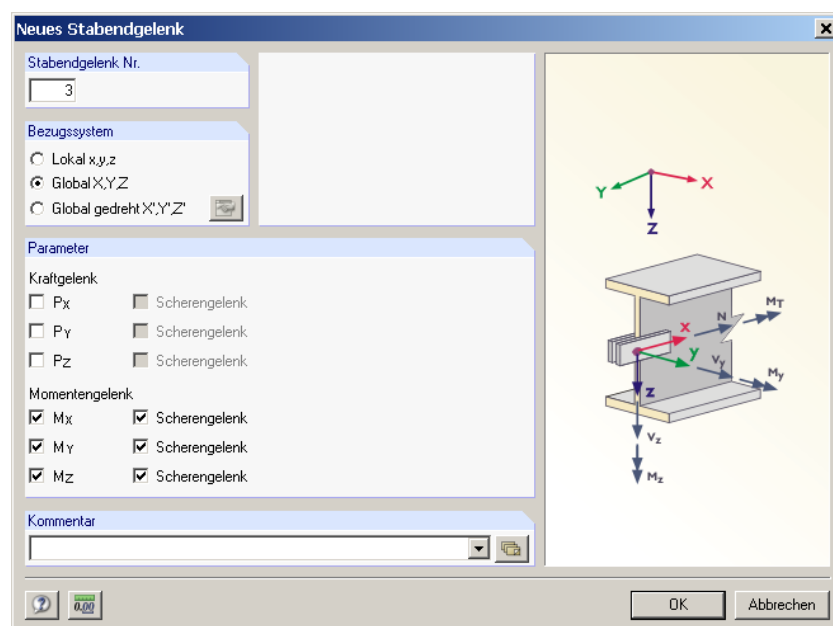 Neues Stabendgelenk
Stabendgelenk Nr.
3
Bezugssystem
Lokal x,y,z
Global X,Y,Z
Global gedreht X',Y',Z'
Parameter
Kraftgelenk
PX Scherengelenk
PY Scherengelenk
PZ Scherengelenk
Momentengelenk
MX Scherengelenk
MY Scherengelenk
MZ Scherengelenk
Kommentar
0.00
OK Abbrechen
Y X
Z
N MT
x
y Vy My
z
Vz
Mz